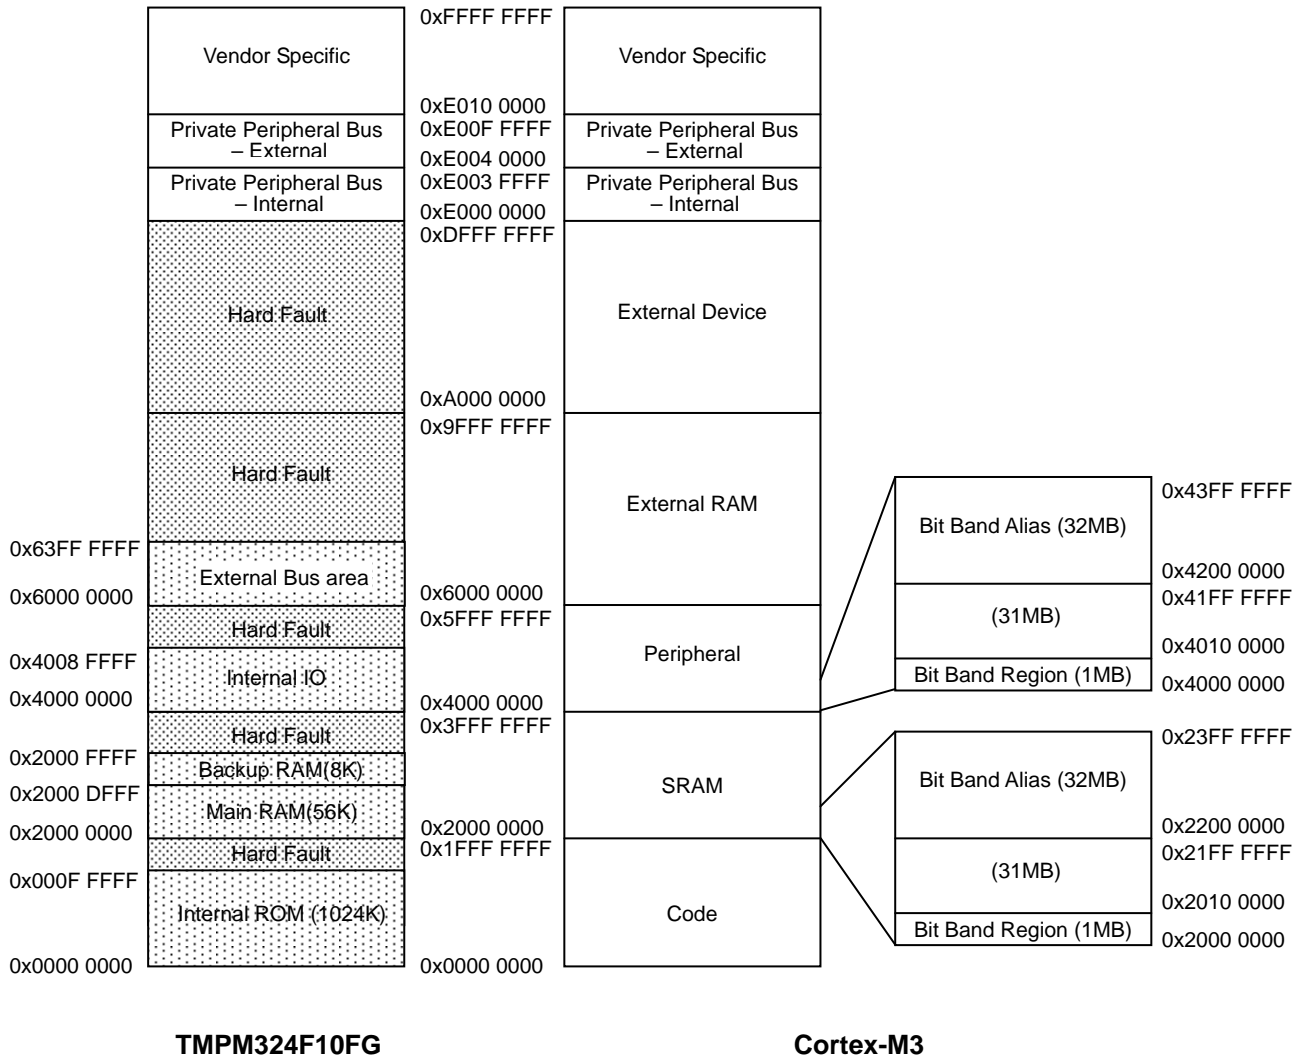 0xFFFF FFFF
Vendor Specific
Vendor Specific
0xE010 0000
Private Peripheral Bus
– External
0xE00F FFFF
Private Peripheral Bus
– External
0xE004 0000
Private Peripheral Bus
– Internal
0xE003 FFFF
Private Peripheral Bus
– Internal
0xE000 0000
0xDFFF FFFF
Hard Fault
External Device
0xA000 0000
0x9FFF FFFF
Hard Fault
External RAM
0x63FF FFFF
External Bus area
0x6000 0000
0x6000 0000
0x5FFF FFFF
Hard Fault
Peripheral
0x4008 FFFF
Internal IO
0x4000 0000
0x4000 0000
0x3FFF FFFF
Hard Fault
0x2000 FFFF
Backup RAM(8K)
SRAM
0x2000 DFFF
Main RAM(56K)
0x2000 0000
0x2000 0000
0x1FFF FFFF
Hard Fault
0x000F FFFF
Internal ROM (1024K)
Code
0x0000 0000
0x0000 0000
0x43FF FFFF
Bit Band Alias (32MB)
0x4200 0000
0x41FF FFFF
(31MB)
0x4010 0000
Bit Band Region (1MB)
0x4000 0000
0x23FF FFFF
Bit Band Alias (32MB)
0x2200 0000
0x21FF FFFF
(31MB)
0x2010 0000
Bit Band Region (1MB)
0x2000 0000
TMPM324F10FG
Cortex-M3